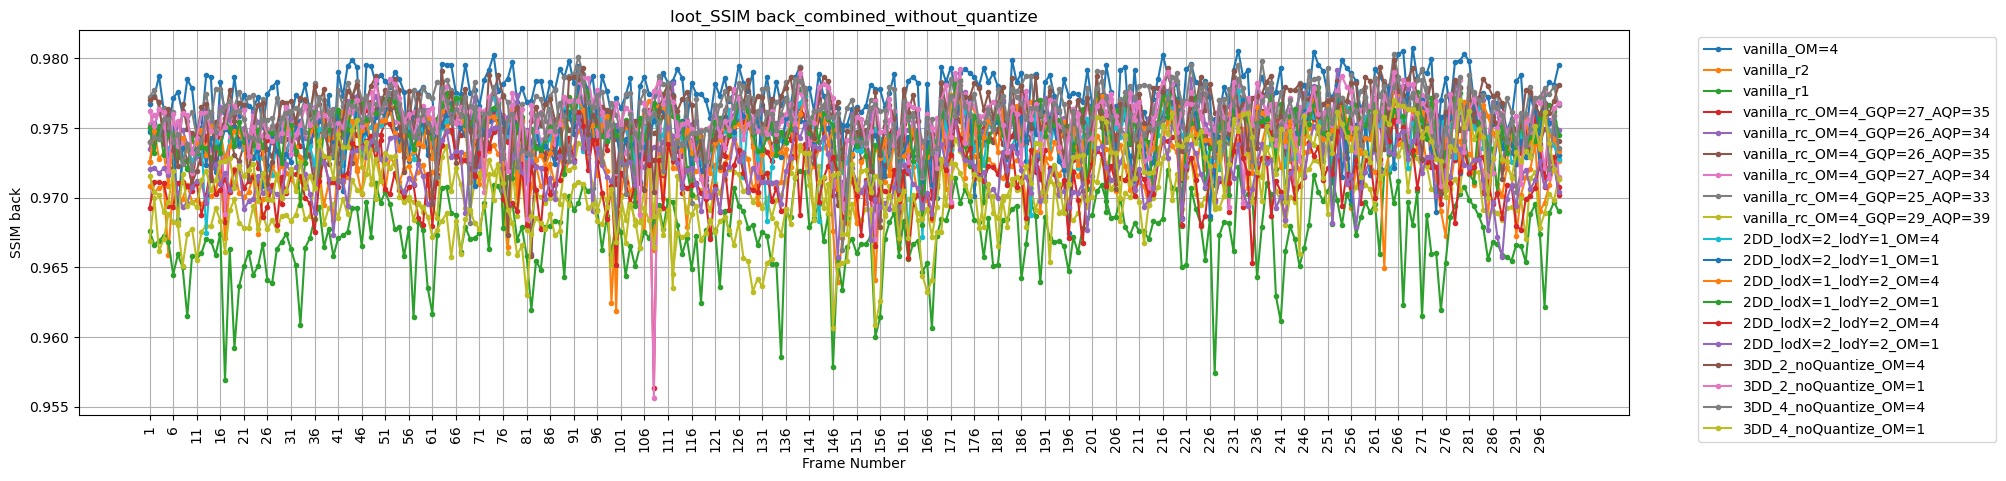 loot_SSIM back_combined_without_quantize
SSIM back
0.980
0.975
0.970
0.965
0.960
0.955
1 6 11 16 21 26 31 36 41 46 51 56 61 66 71 76 81 86 91 96 101 106 111 116 121 126 131 136 141 146 151 156 161 166 171 176 181 186 191 196 201 206 211 216 221 226 231 236 241 246 251 256 261 266 271 276 281 286 291 296
Frame Number
vanilla_OM=4
vanilla_r2
vanilla_r1
vanilla_rc_OM=4_GQP=27_AQP=35
vanilla_rc_OM=4_GQP=26_AQP=34
vanilla_rc_OM=4_GQP=26_AQP=35
vanilla_rc_OM=4_GQP=27_AQP=34
vanilla_rc_OM=4_GQP=25_AQP=33
vanilla_rc_OM=4_GQP=29_AQP=39
2DD_lodX=2_lodY=1_OM=4
2DD_lodX=2_lodY=1_OM=1
2DD_lodX=1_lodY=2_OM=4
2DD_lodX=1_lodY=2_OM=1
2DD_lodX=2_lodY=2_OM=4
2DD_lodX=2_lodY=2_OM=1
3DD_2_noQuantize_OM=4
3DD_2_noQuantize_OM=1
3DD_4_noQuantize_OM=4
3DD_4_noQuantize_OM=1